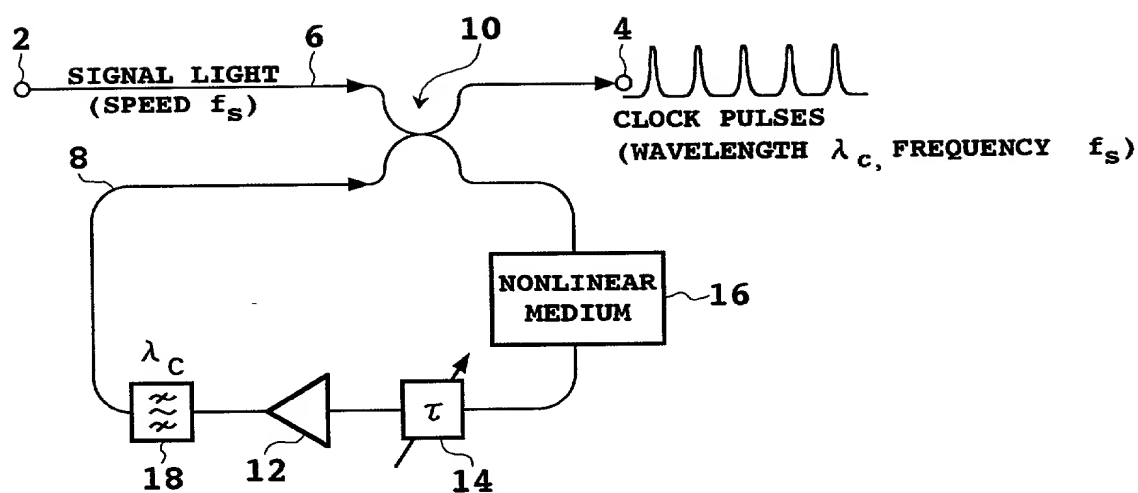 2
SIGNAL LIGHT
(SPEED fs)
6
10
4
CLOCK PULSES
(WAVELENGTH λC, FREQUENCY fs)
8
NONLINEAR
MEDIUM
16
λC
τ
18
12
14